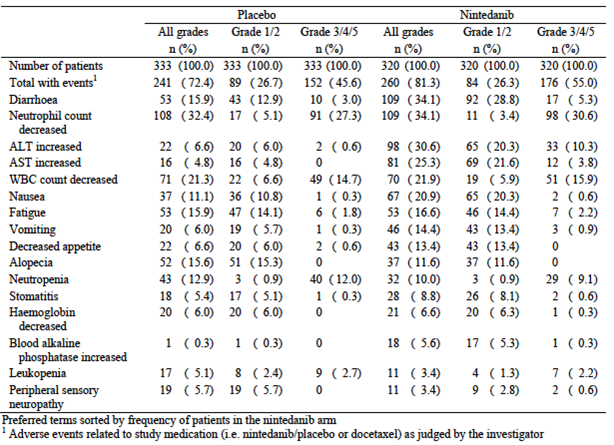 Placebo Nintedanib
All grades Grade 1/2 Grade 3/4/5 All grades Grade 1/2 Grade 3/4/5
n (%) n (%) n (%) n (%) n (%) n (%)
Number of patients 333 (100.0) 333 (100.0) 333 (100.0) 320 (100.0) 320 (100.0) 320 (100.0)
Total with events¹ 241 (72.4) 89 (26.7) 152 (45.6) 260 (81.3) 84 (26.3) 176 (55.0)
Diarrhoea 53 (15.9) 43 (12.9) 10 ( 3.0) 109 (34.1) 92 (28.8) 17 ( 5.3)
Neutrophil count 108 (32.4) 17 ( 5.1) 91 (27.3) 109 (34.1) 11 ( 3.4) 98 (30.6)
decreased
ALT increased 22 ( 6.6) 20 ( 6.0) 2 ( 0.6) 98 (30.6) 65 (20.3) 33 (10.3)
AST increased 16 ( 4.8) 16 ( 4.8) 0 81 (25.3) 69 (21.6) 12 ( 3.8)
WBC count decreased 71 (21.3) 22 ( 6.6) 49 (14.7) 70 (21.9) 19 ( 5.9) 51 (15.9)
Nausea 37 (11.1) 36 (10.8) 1 ( 0.3) 67 (20.9) 65 (20.3) 2 ( 0.6)
Fatigue 53 (15.9) 47 (14.1) 6 ( 1.8) 53 (16.6) 46 (14.4) 7 ( 2.2)
Vomiting 20 ( 6.0) 19 ( 5.7) 1 ( 0.3) 46 (14.4) 43 (13.4) 3 ( 0.9)
Decreased appetite 22 ( 6.6) 20 ( 6.0) 2 ( 0.6) 43 (13.4) 43 (13.4) 0
Alopecia 52 (15.6) 51 (15.3) 0 37 (11.6) 37 (11.6) 0
Neutropenia 43 (12.9) 3 ( 0.9) 40 (12.0) 32 (10.0) 3 ( 0.9) 29 ( 9.1)
Stomatitis 18 ( 5.4) 17 ( 5.1) 1 ( 0.3) 28 ( 8.8) 26 ( 8.1) 2 ( 0.6)
Haemoglobin 20 ( 6.0) 20 ( 6.0) 0 21 ( 6.6) 20 ( 6.3) 1 ( 0.3)
decreased
Blood alkaline 1 ( 0.3) 1 ( 0.3) 0 18 ( 5.6) 17 ( 5.3) 1 ( 0.3)
phosphatase increased
Leukopenia 17 ( 5.1) 8 ( 2.4) 9 ( 2.7) 11 ( 3.4) 4 ( 1.3) 7 ( 2.2)
Peripheral sensory 19 ( 5.7) 19 ( 5.7) 0 11 ( 3.4) 9 ( 2.8) 2 ( 0.6)
neuropathy
Preferred terms sorted by frequency of patients in the nintedanib arm
¹ Adverse events related to study medication (i.e. nintedanib/placebo or docetaxel) as judged by the investigator